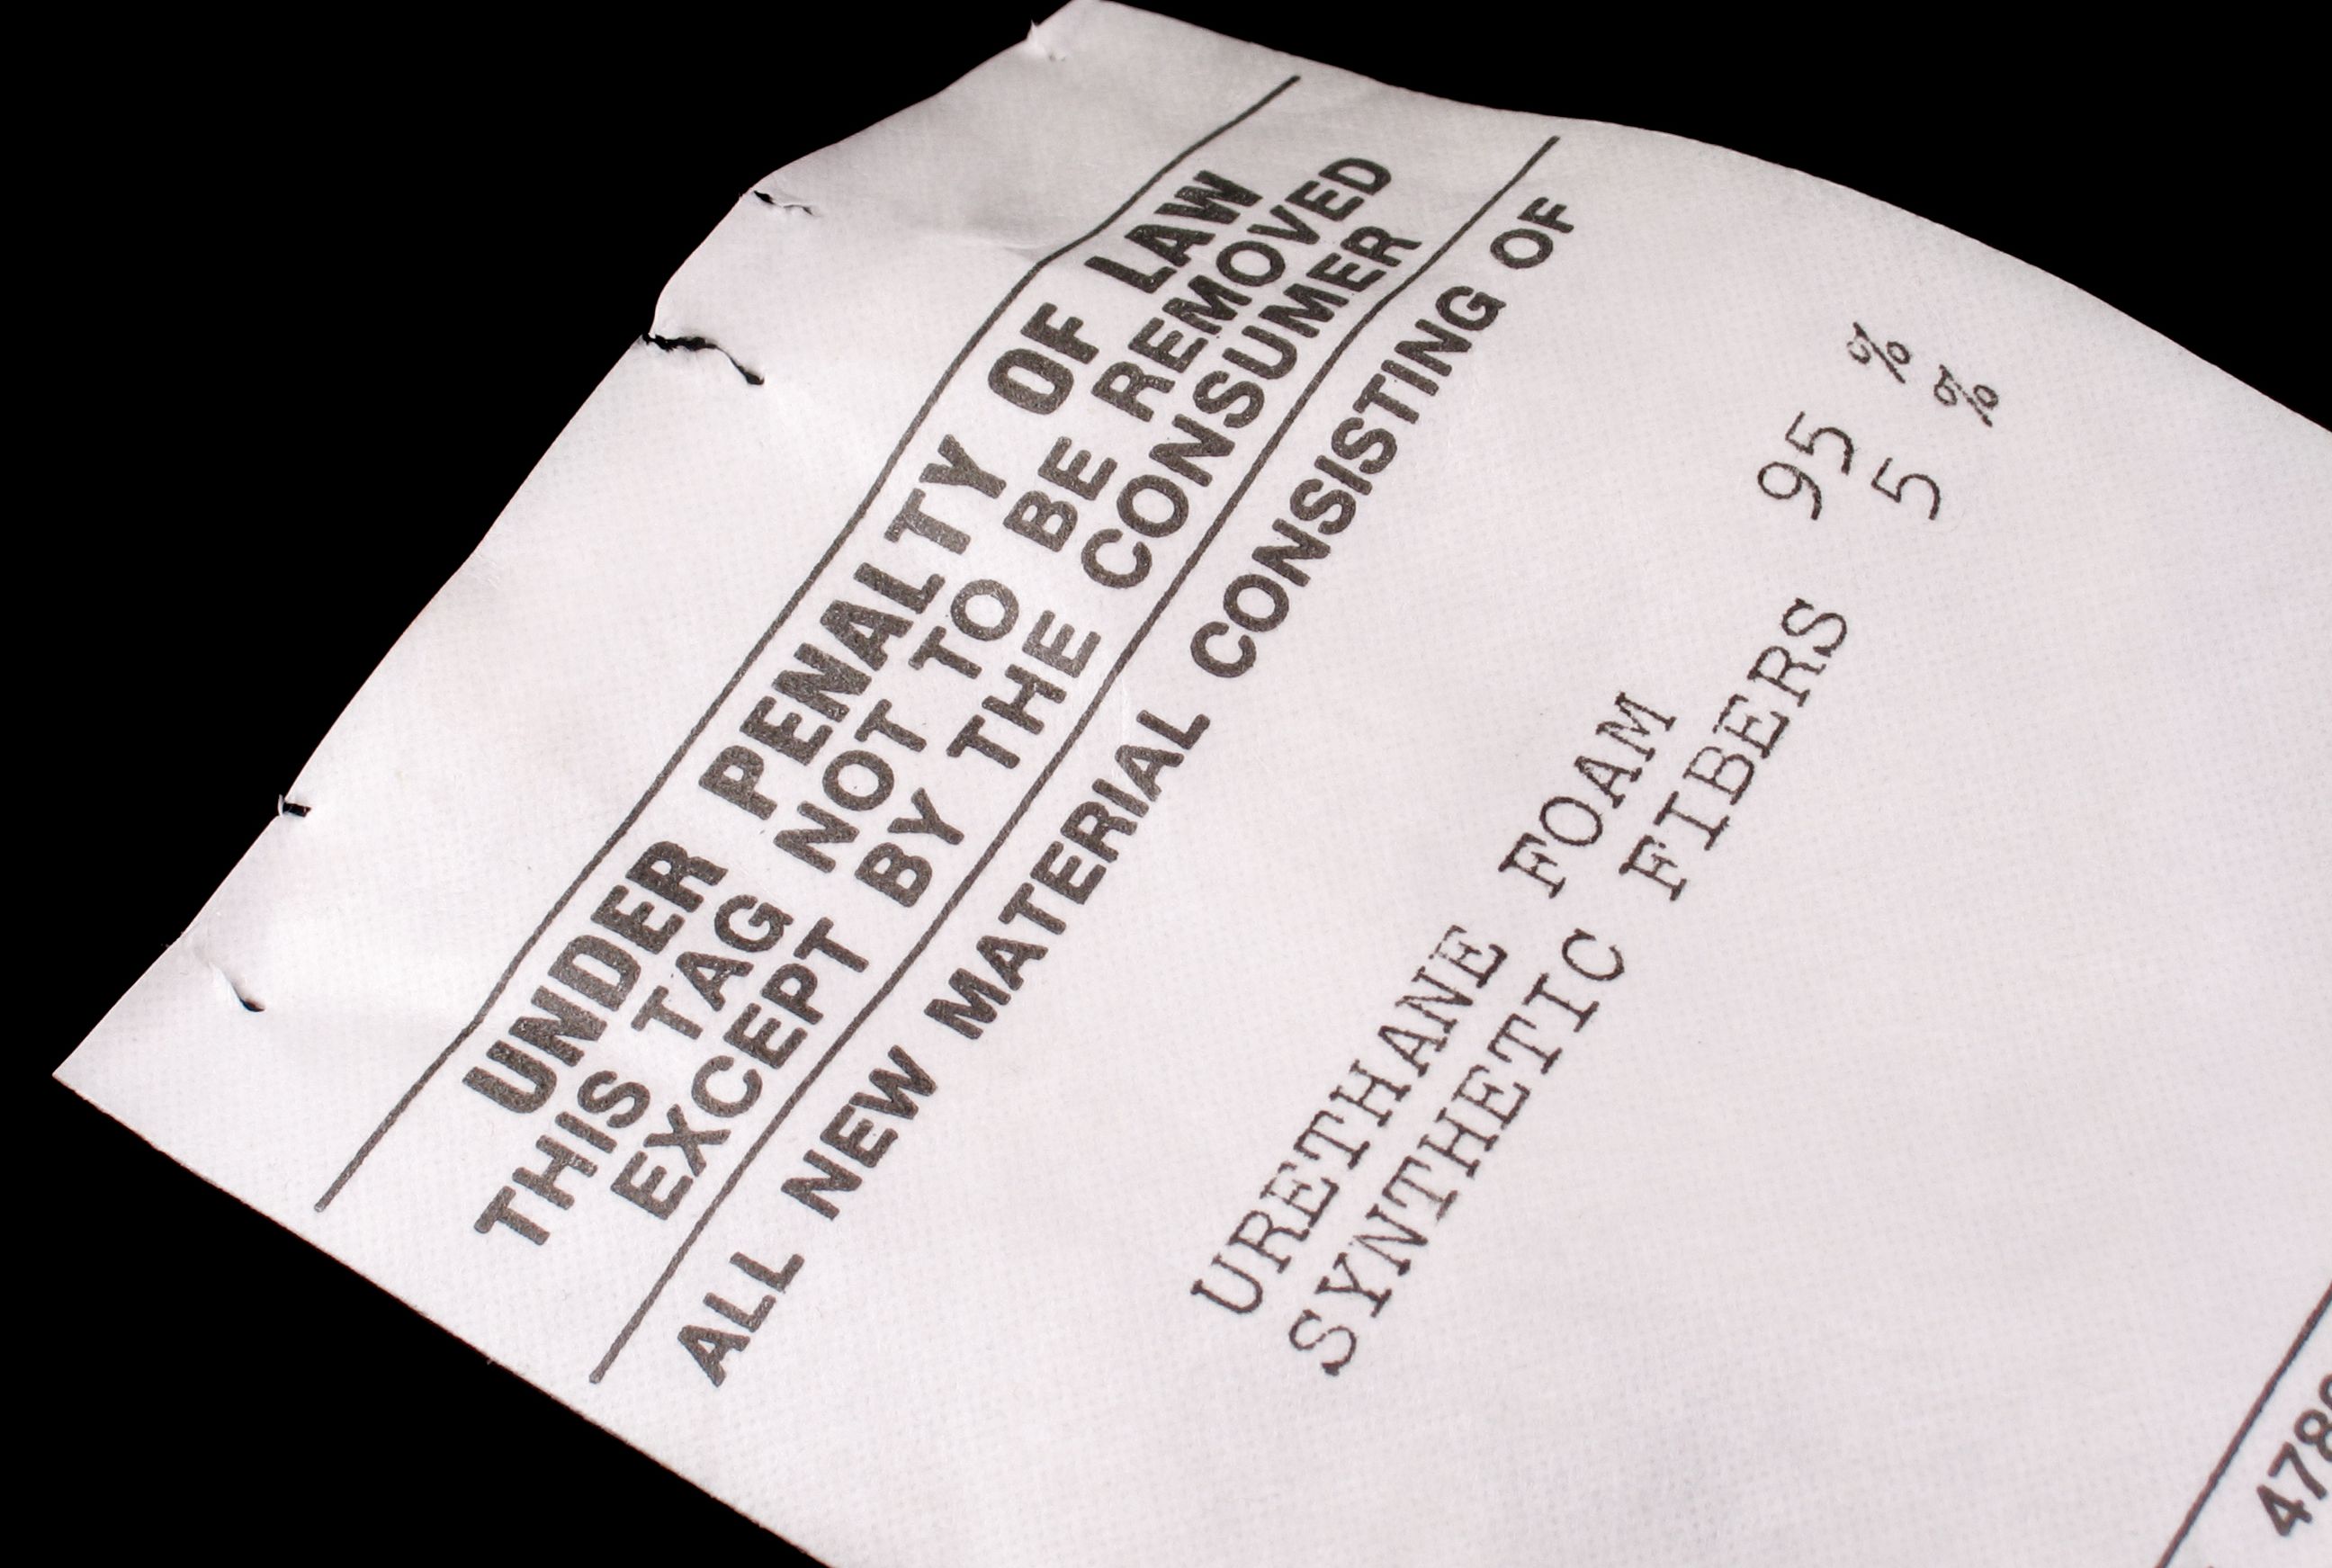 UNDER PENALTY OF LAW
THIS TAG NOT TO BE REMOVED
EXCEPT BY THE CONSUMER
ALL NEW MATERIAL CONSISTING OF
URETHANE FOAM 95 %
SYNTHETIC FIBERS 5 %
478